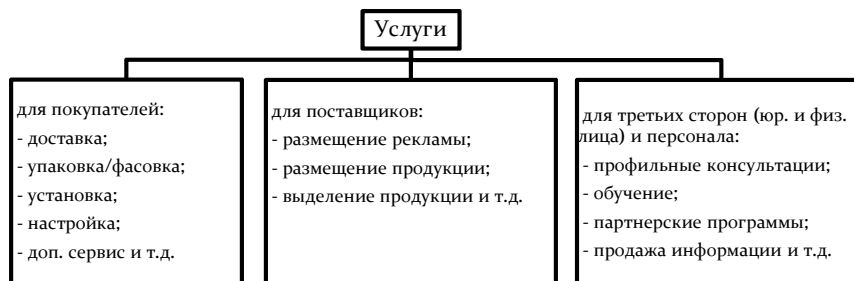 Услуги
для покупателей:
- доставка;
- упаковка/фасовка;
- установка;
- настройка;
- доп. сервис и т.д.
для поставщиков:
- размещение рекламы;
- размещение продукции;
- выделение продукции и т.д.
для третьих сторон (юр. и физ.
лица) и персонала:
- профильные консультации;
- обучение;
- партнерские программы;
- продажа информации и т.д.